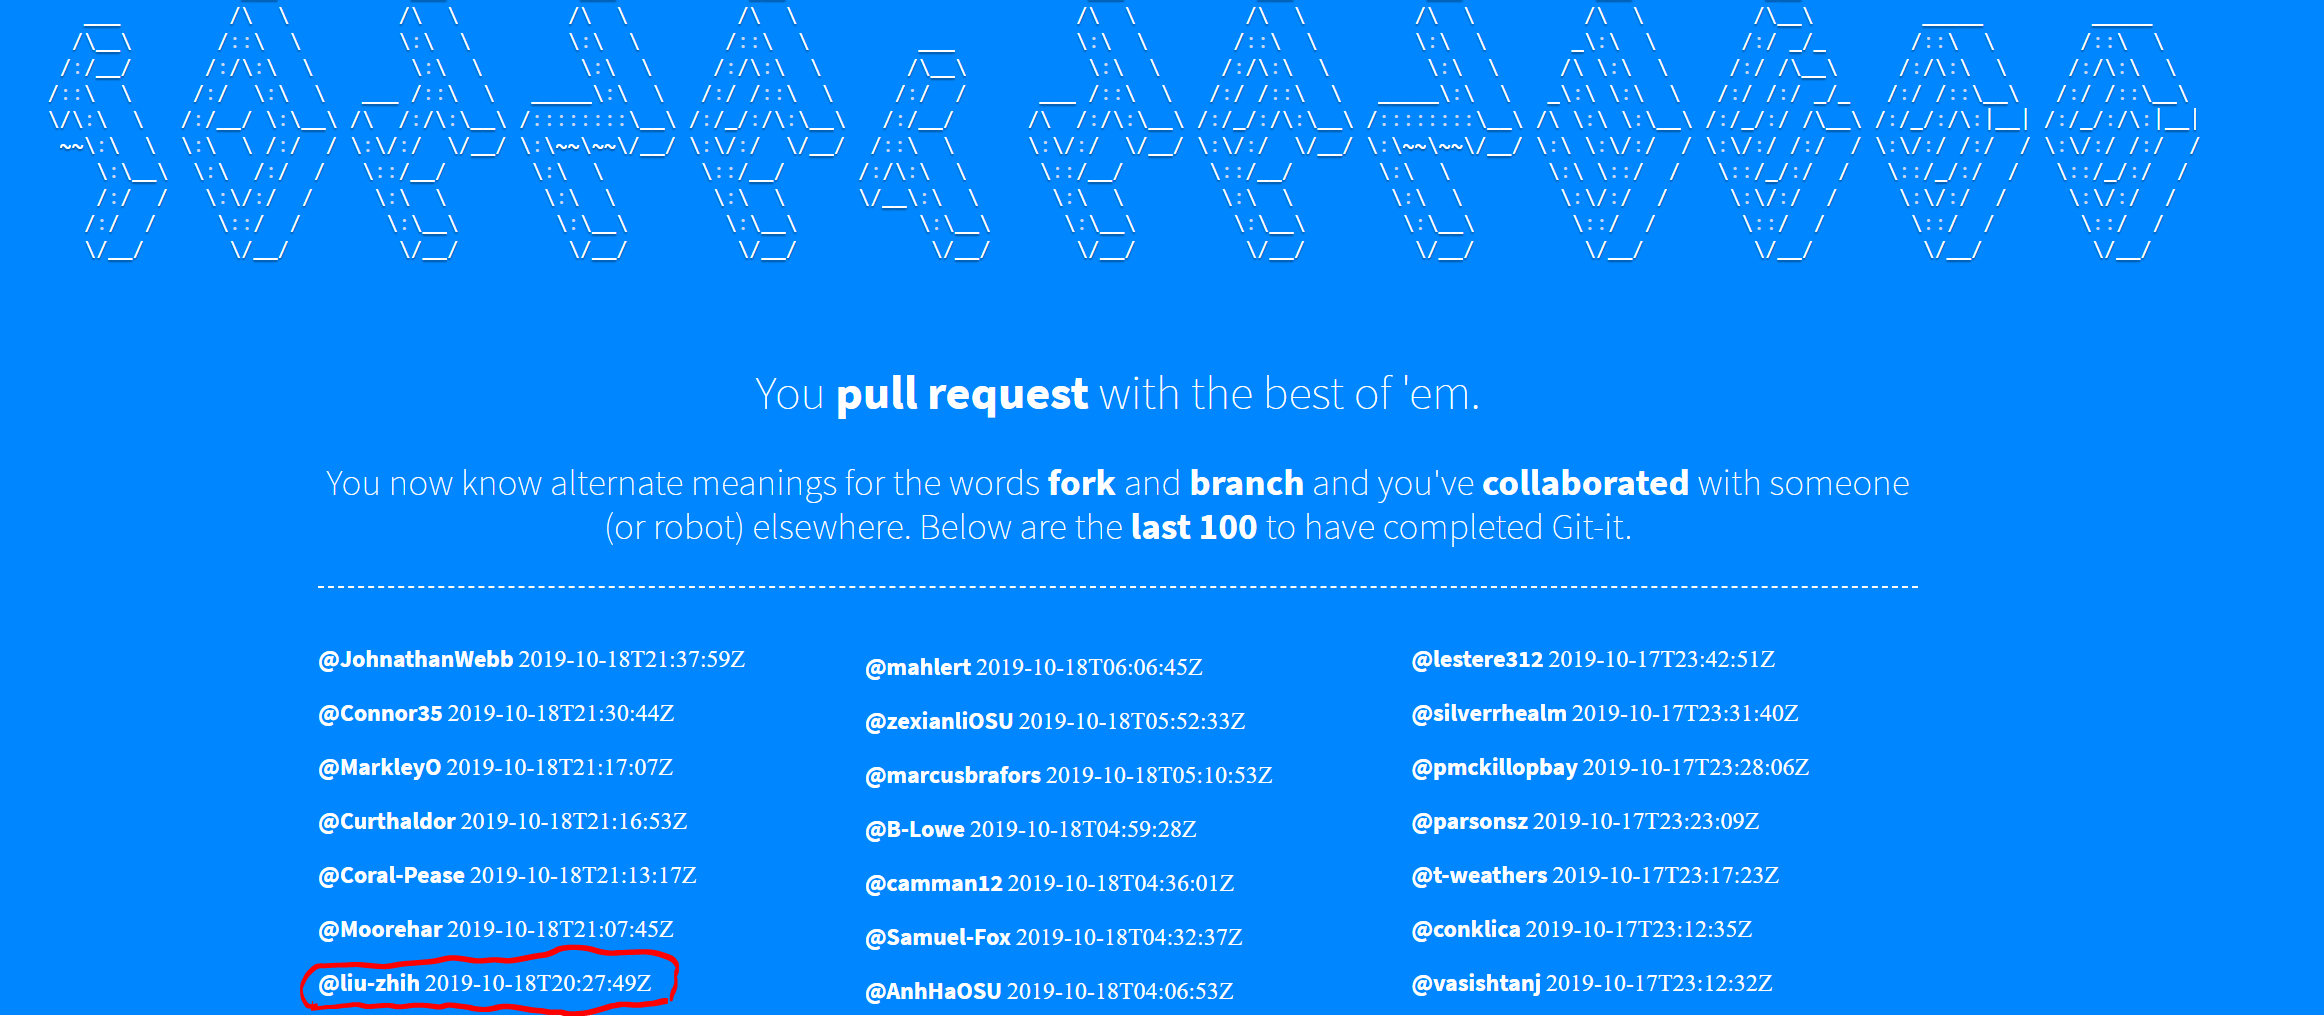 You pull request with the best of 'em.
You now know alternate meanings for the words fork and branch and you've collaborated with someone
(or robot) elsewhere. Below are the last 100 to have completed Git-it.
@JohnathanWebb 2019-10-18T21:37:59Z
@Connor35 2019-10-18T21:30:44Z
@MarkleyO 2019-10-18T21:17:07Z
@Curthaldor 2019-10-18T21:16:53Z
@Coral-Pease 2019-10-18T21:13:17Z
@Moorehar 2019-10-18T21:07:45Z
@liu-zhih 2019-10-18T20:27:49Z
@mahlert 2019-10-18T06:06:45Z
@zexianliOSU 2019-10-18T05:52:33Z
@marcusbrafors 2019-10-18T05:10:53Z
@B-Lowe 2019-10-18T04:59:28Z
@camman12 2019-10-18T04:36:01Z
@Samuel-Fox 2019-10-18T04:32:37Z
@AnhHaOSU 2019-10-18T04:06:53Z
@lestere312 2019-10-17T23:42:51Z
@silverrhealm 2019-10-17T23:31:40Z
@pmckillopbay 2019-10-17T23:28:06Z
@parsonsz 2019-10-17T23:23:09Z
@t-weathers 2019-10-17T23:17:23Z
@conklica 2019-10-17T23:12:35Z
@vasishtanj 2019-10-17T23:12:32Z